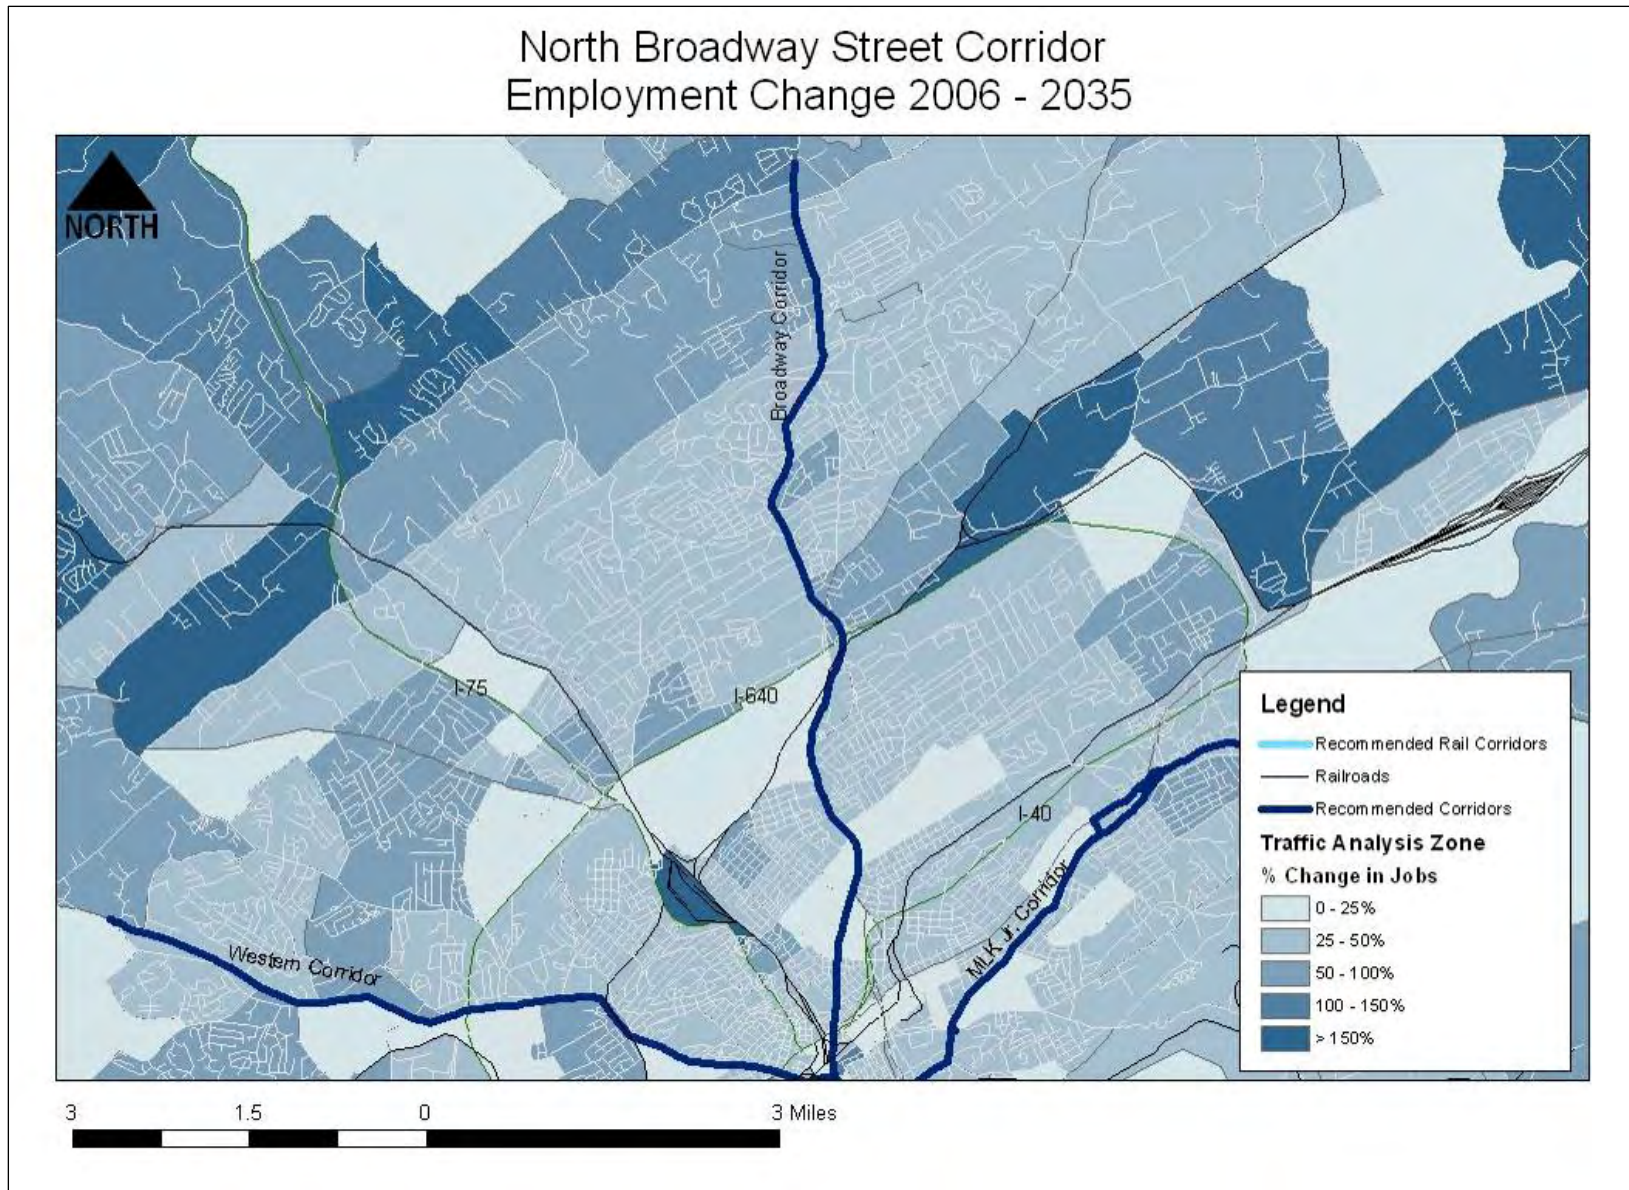 North Broadway Street Corridor
Employment Change 2006 - 2035
NORTH
Broadway Corridor
I-75
I-640
I-40
MLK Jr. Corridor
Western Corridor
Legend
Recommended Rail Corridors
Railroads
Recommended Corridors
Traffic Analysis Zone
% Change in Jobs
0 - 25%
25 - 50%
50 - 100%
100 - 150%
> 150%
3 1.5 0 3 Miles